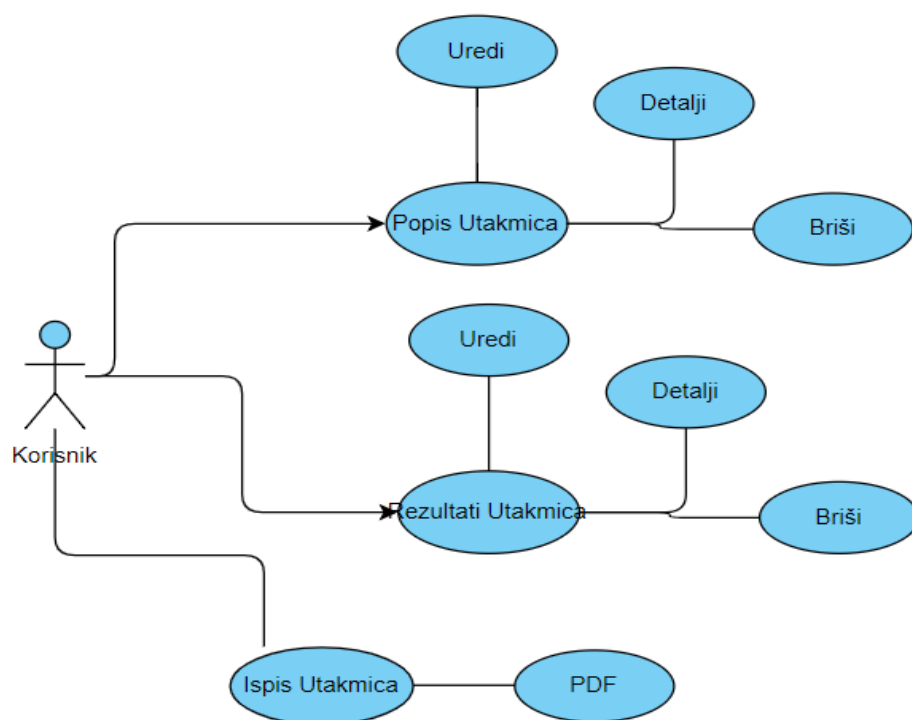 Uredi
Detalji
Popis Utakmica
Briši
Uredi
Detalji
Korisnik
Rezultati Utakmica
Briši
Ispis Utakmica
PDF